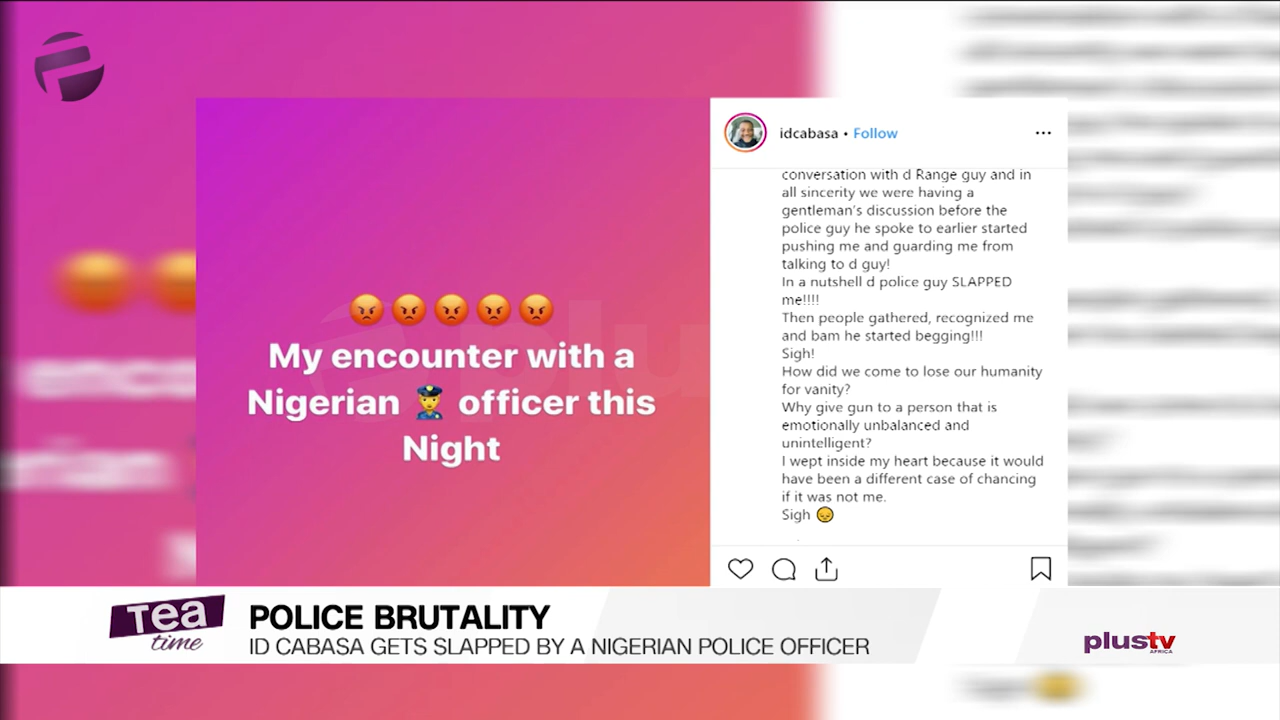 idcabasa • Follow
conversation with d Range guy and in
all sincerity we were having a
gentleman's discussion before the
police guy he spoke to earlier started
pushing me and guarding me from
talking to d guy!
In a nutshell d police guy SLAPPED
me!!!!
Then people gathered, recognized me
and bam he started begging!!!
Sigh!
How did we come to lose our humanity
for vanity?
Why give gun to a person that is
emotionally unbalanced and
unintelligent?
I wept inside my heart because it would
have been a different case of chancing
if it was not me.
Sigh 😔
😡😡😡😡😡
My encounter with a
Nigerian 👮 officer this
Night
plus
Tea
time
POLICE BRUTALITY
ID CABASA GETS SLAPPED BY A NIGERIAN POLICE OFFICER
plustv
AFRICA